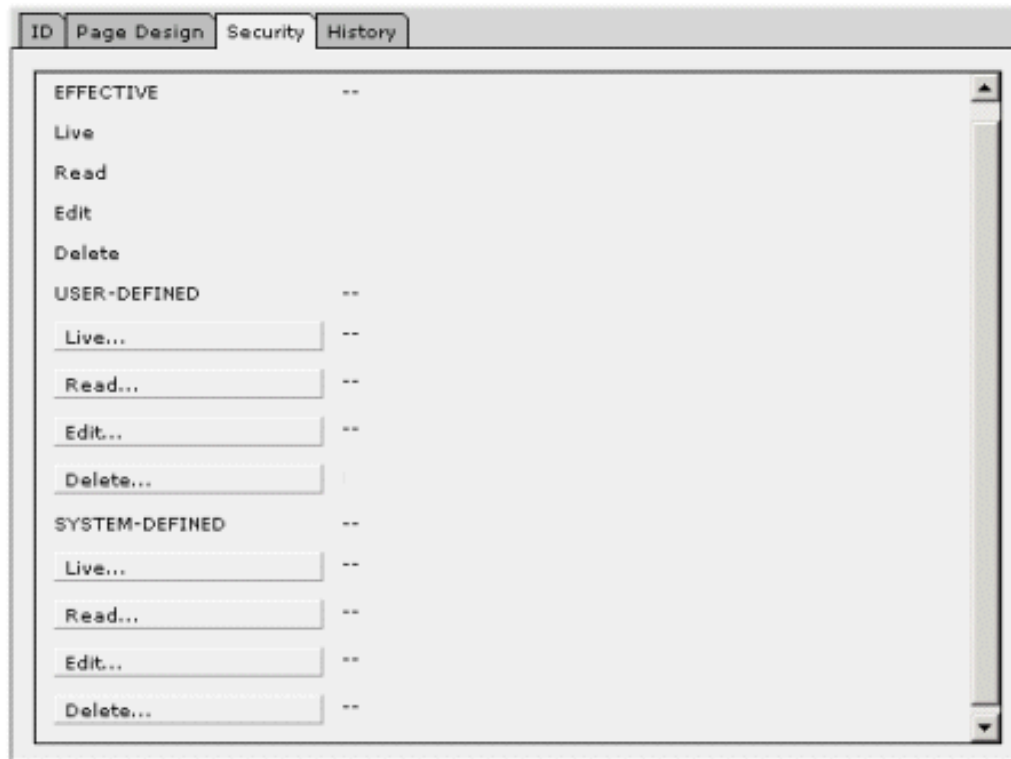 ID Page Design Security History
EFFECTIVE --
Live
Read
Edit
Delete
USER-DEFINED --
Live... --
Read... --
Edit... --
Delete...
SYSTEM-DEFINED --
Live... --
Read... --
Edit... --
Delete... --